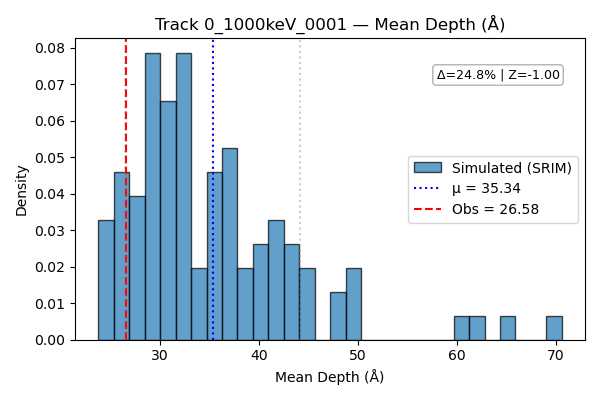 Track 0_1000keV_0001 — Mean Depth (Å)
0.08
0.07
0.06
0.05
0.04
0.03
0.02
0.01
0.00
Density
Δ=24.8% | Z=-1.00
Simulated (SRIM)
μ = 35.34
Obs = 26.58
30 40 50 60 70
Mean Depth (Å)